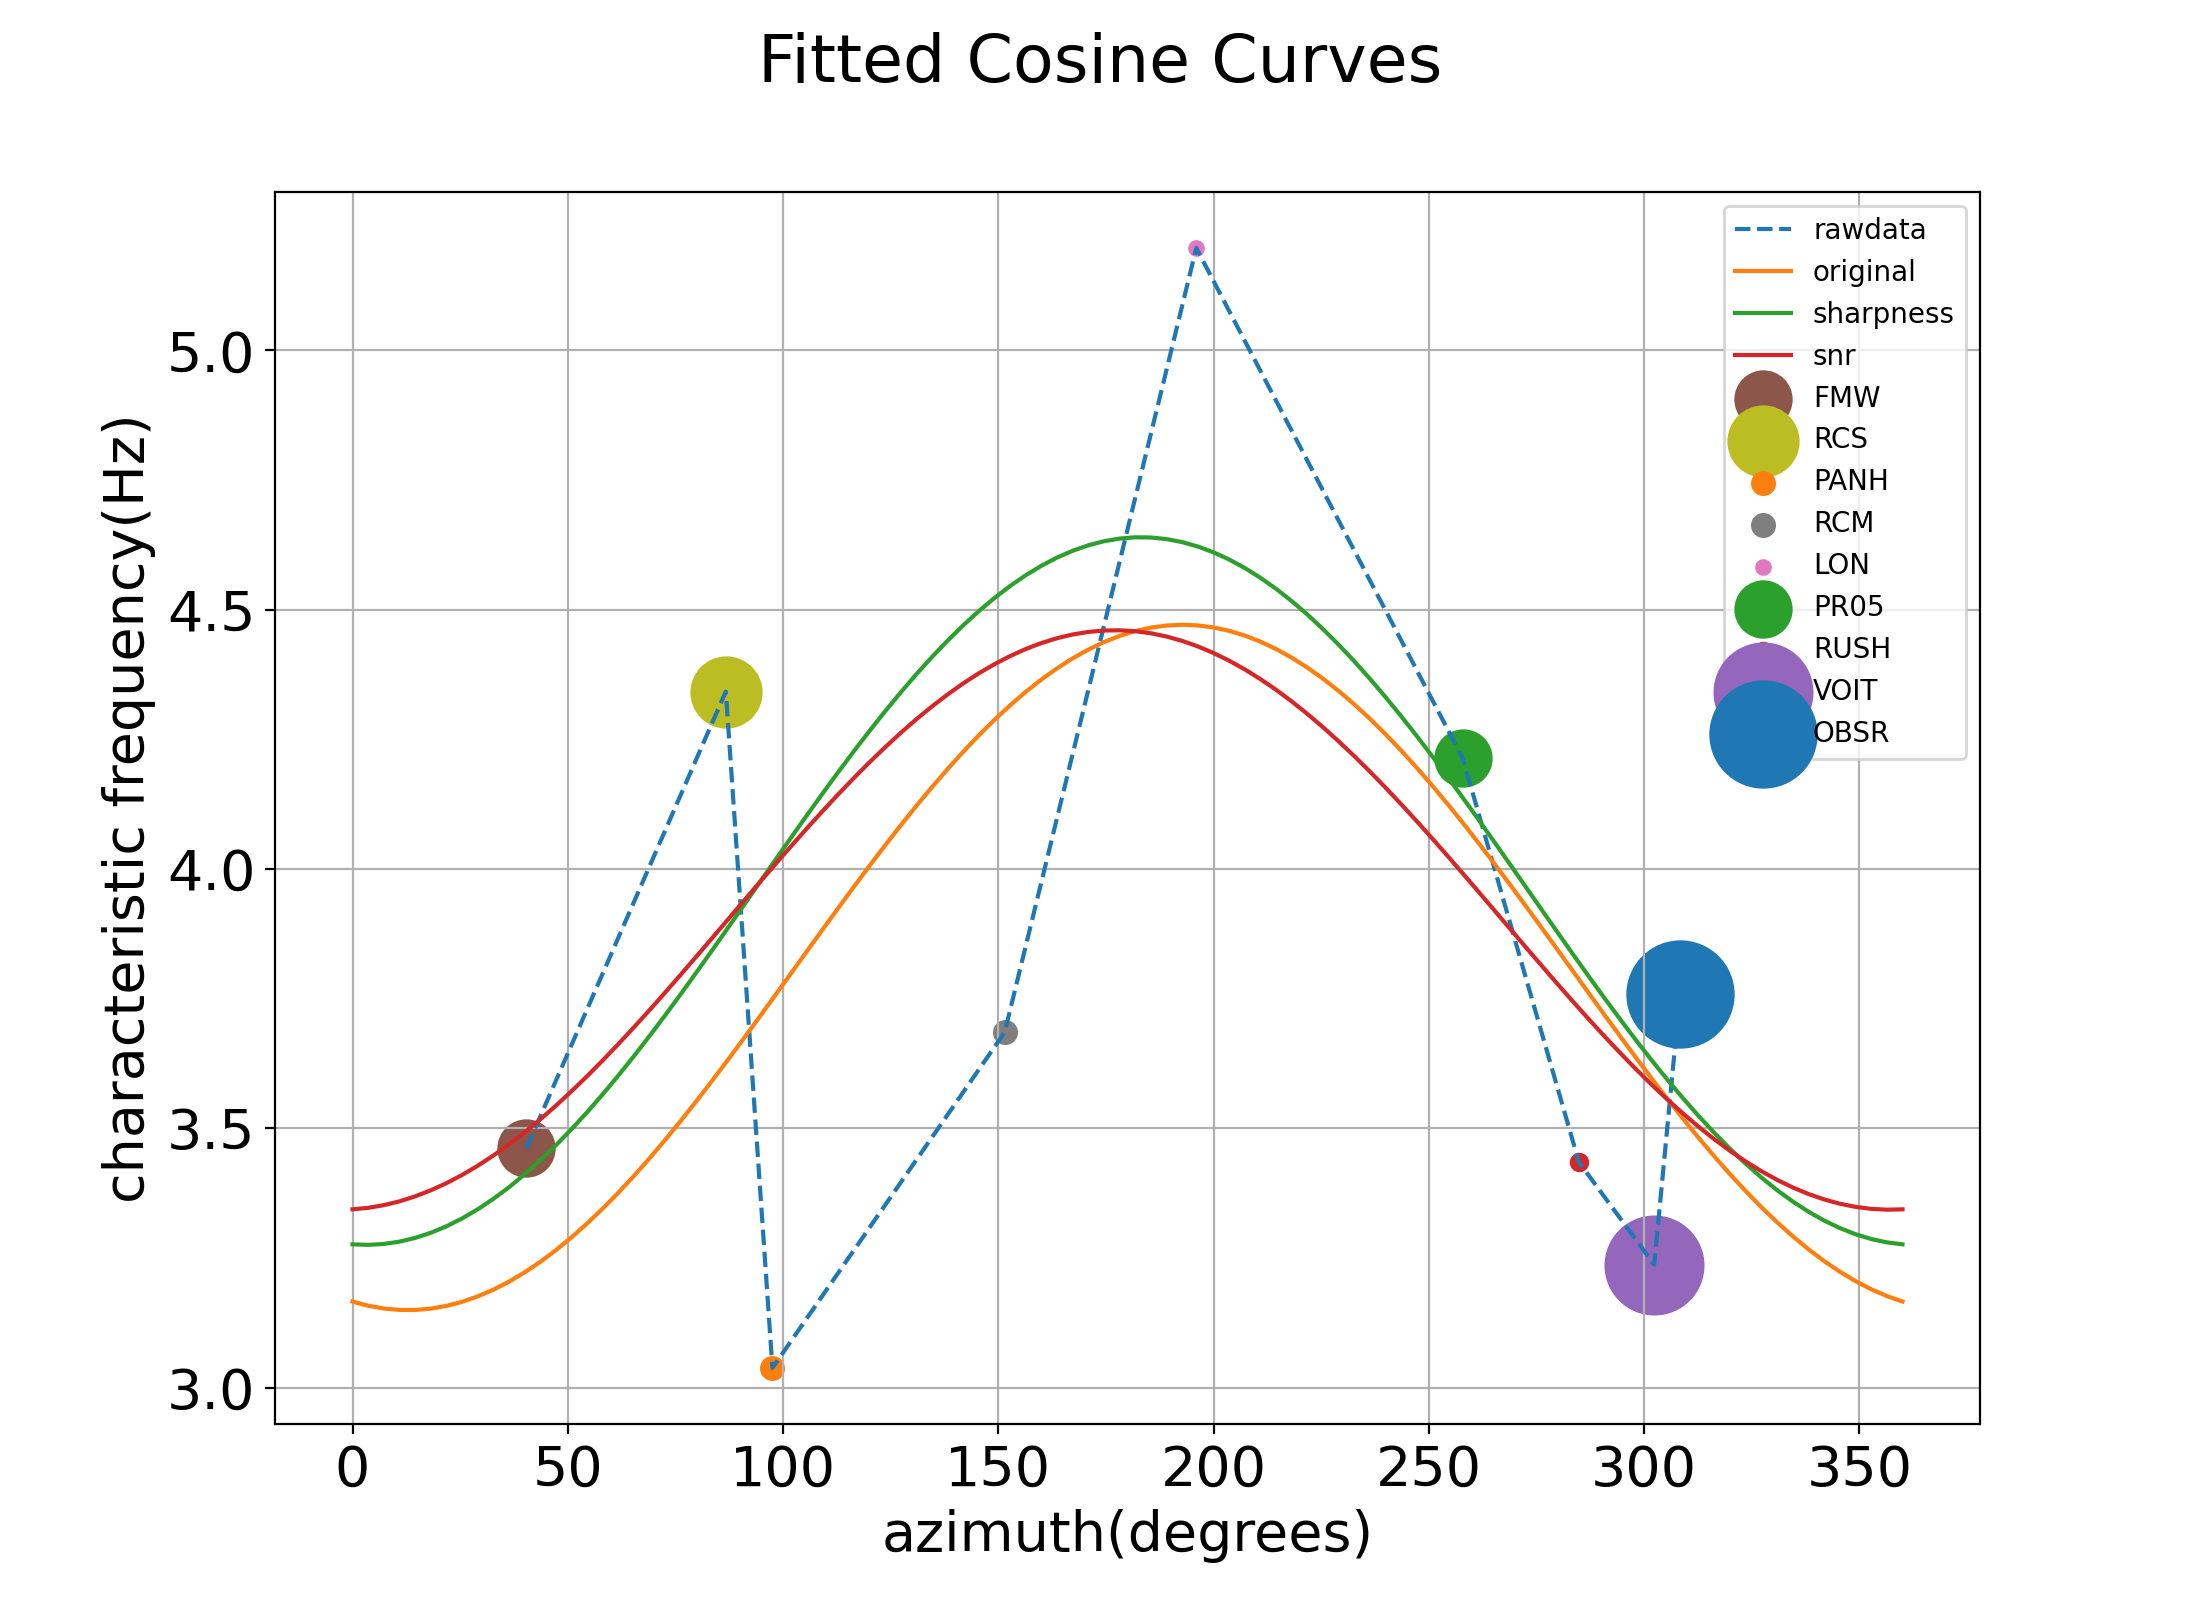 Fitted Cosine Curves
rawdata
original
sharpness
snr
FMW
RCS
PANH
RCM
LON
PR05
RUSH
VOIT
OBSR
5.0
4.5
4.0
3.5
3.0
characteristic frequency(Hz)
0 50 100 150 200 250 300 350
azimuth(degrees)